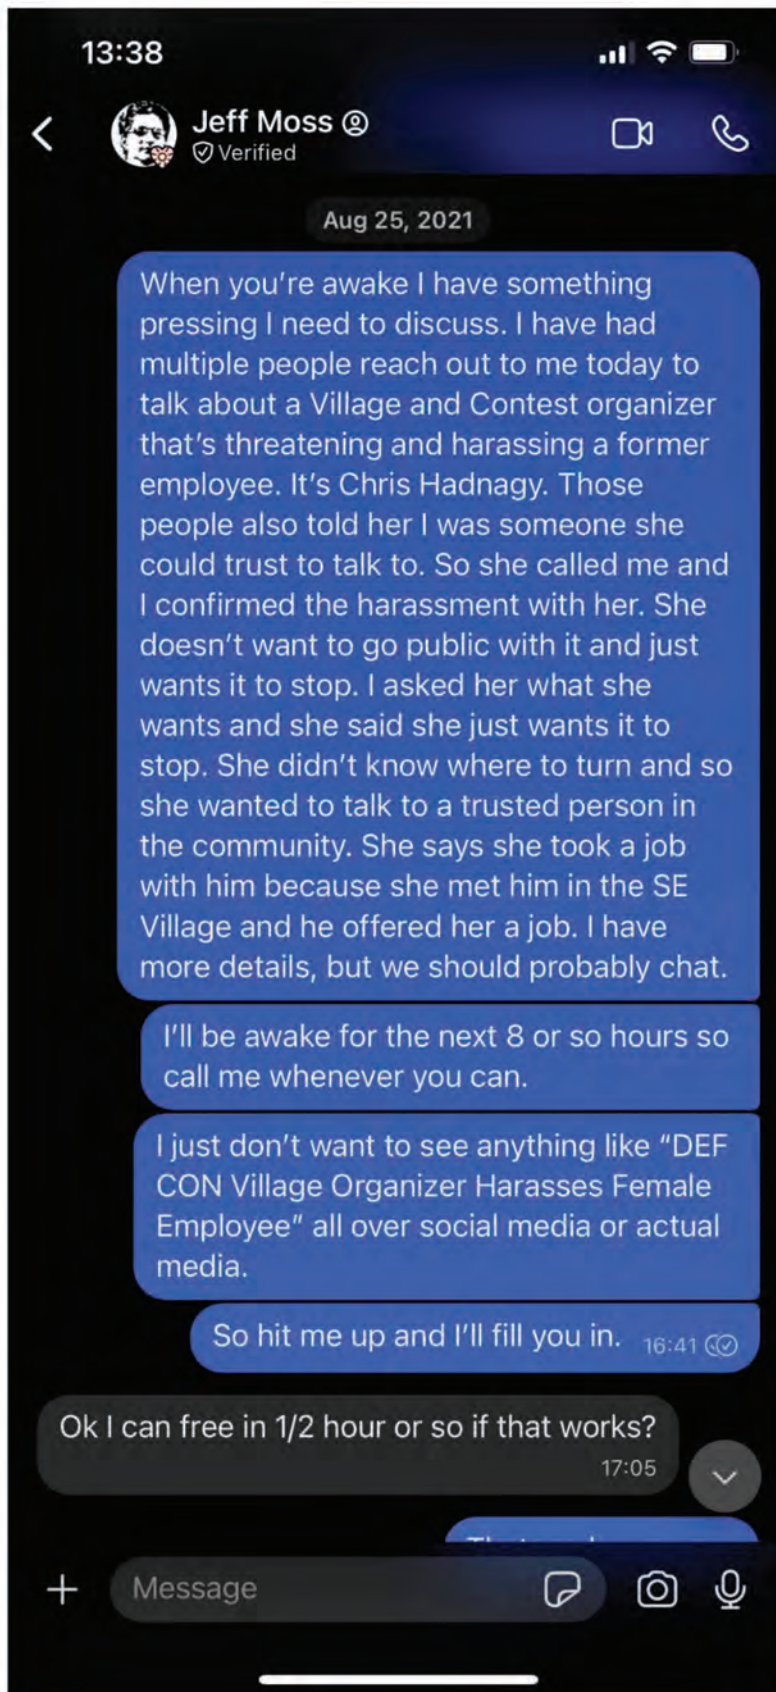 13:38
Jeff Moss
Verified
Aug 25, 2021
When you're awake I have something
pressing I need to discuss. I have had
multiple people reach out to me today to
talk about a Village and Contest organizer
that's threatening and harassing a former
employee. It's Chris Hadnagy. Those
people also told her I was someone she
could trust to talk to. So she called me and
I confirmed the harassment with her. She
doesn't want to go public with it and just
wants it to stop. I asked her what she
wants and she said she just wants it to
stop. She didn't know where to turn and so
she wanted to talk to a trusted person in
the community. She says she took a job
with him because she met him in the SE
Village and he offered her a job. I have
more details, but we should probably chat.
I'll be awake for the next 8 or so hours so
call me whenever you can.
I just don't want to see anything like "DEF
CON Village Organizer Harasses Female
Employee" all over social media or actual
media.
So hit me up and I'll fill you in. 16:41
Ok I can free in 1/2 hour or so if that works?
17:05
Message